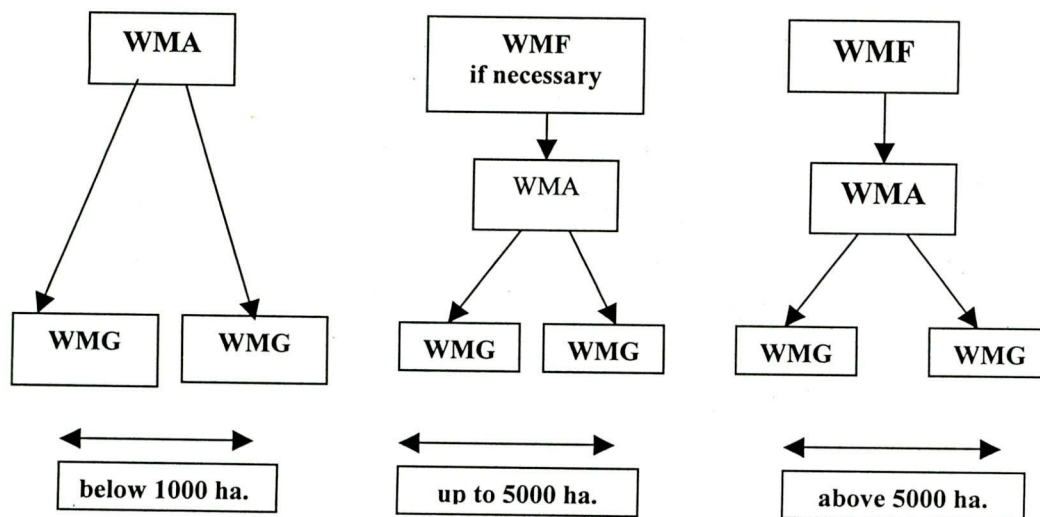 WMA
WMG
WMG
below 1000 ha.
WMF
if necessary
WMA
WMG
WMG
up to 5000 ha.
WMF
WMA
WMG
WMG
above 5000 ha.